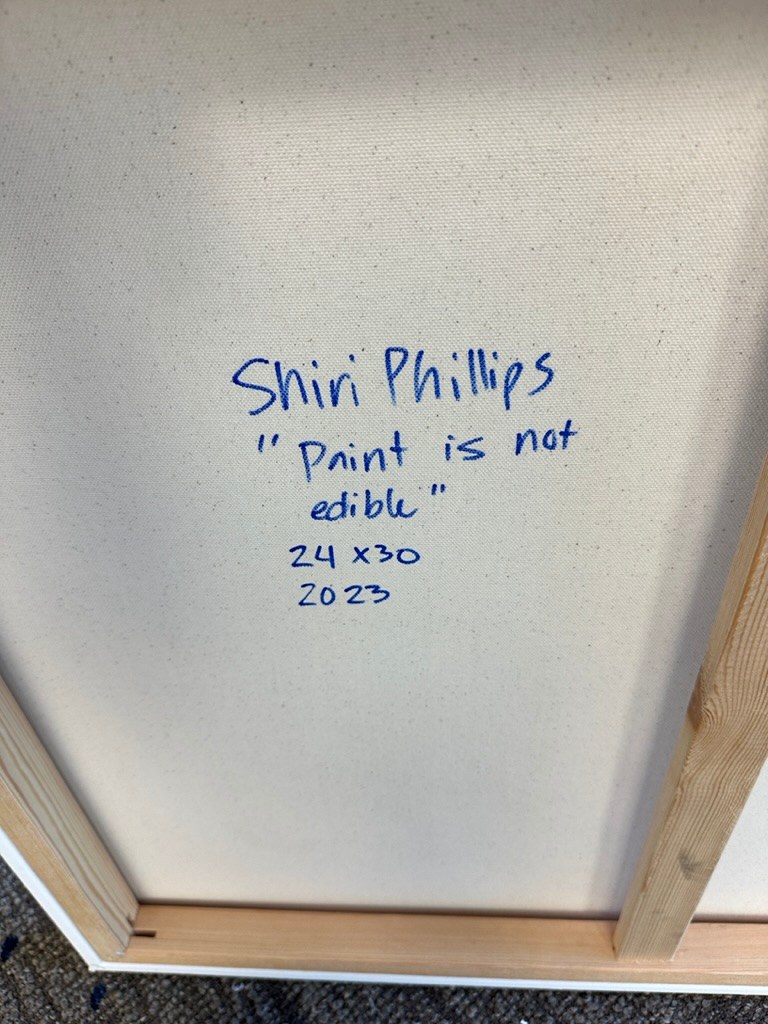 Shiri Phillips
"Paint is not
edible"
24 x30
2023